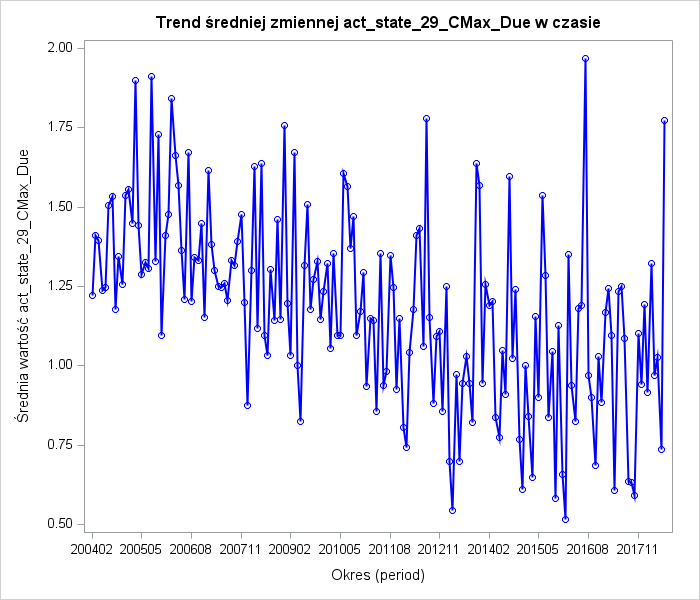 Trend średniej zmiennej act_state_29_CMax_Due w czasie
Średnia wartość act_state_29_CMax_Due
2.00
1.75
1.50
1.25
1.00
0.75
0.50
200402 200505 200608 200711 200902 201005 201108 201211 201402 201505 201608 201711
Okres (period)